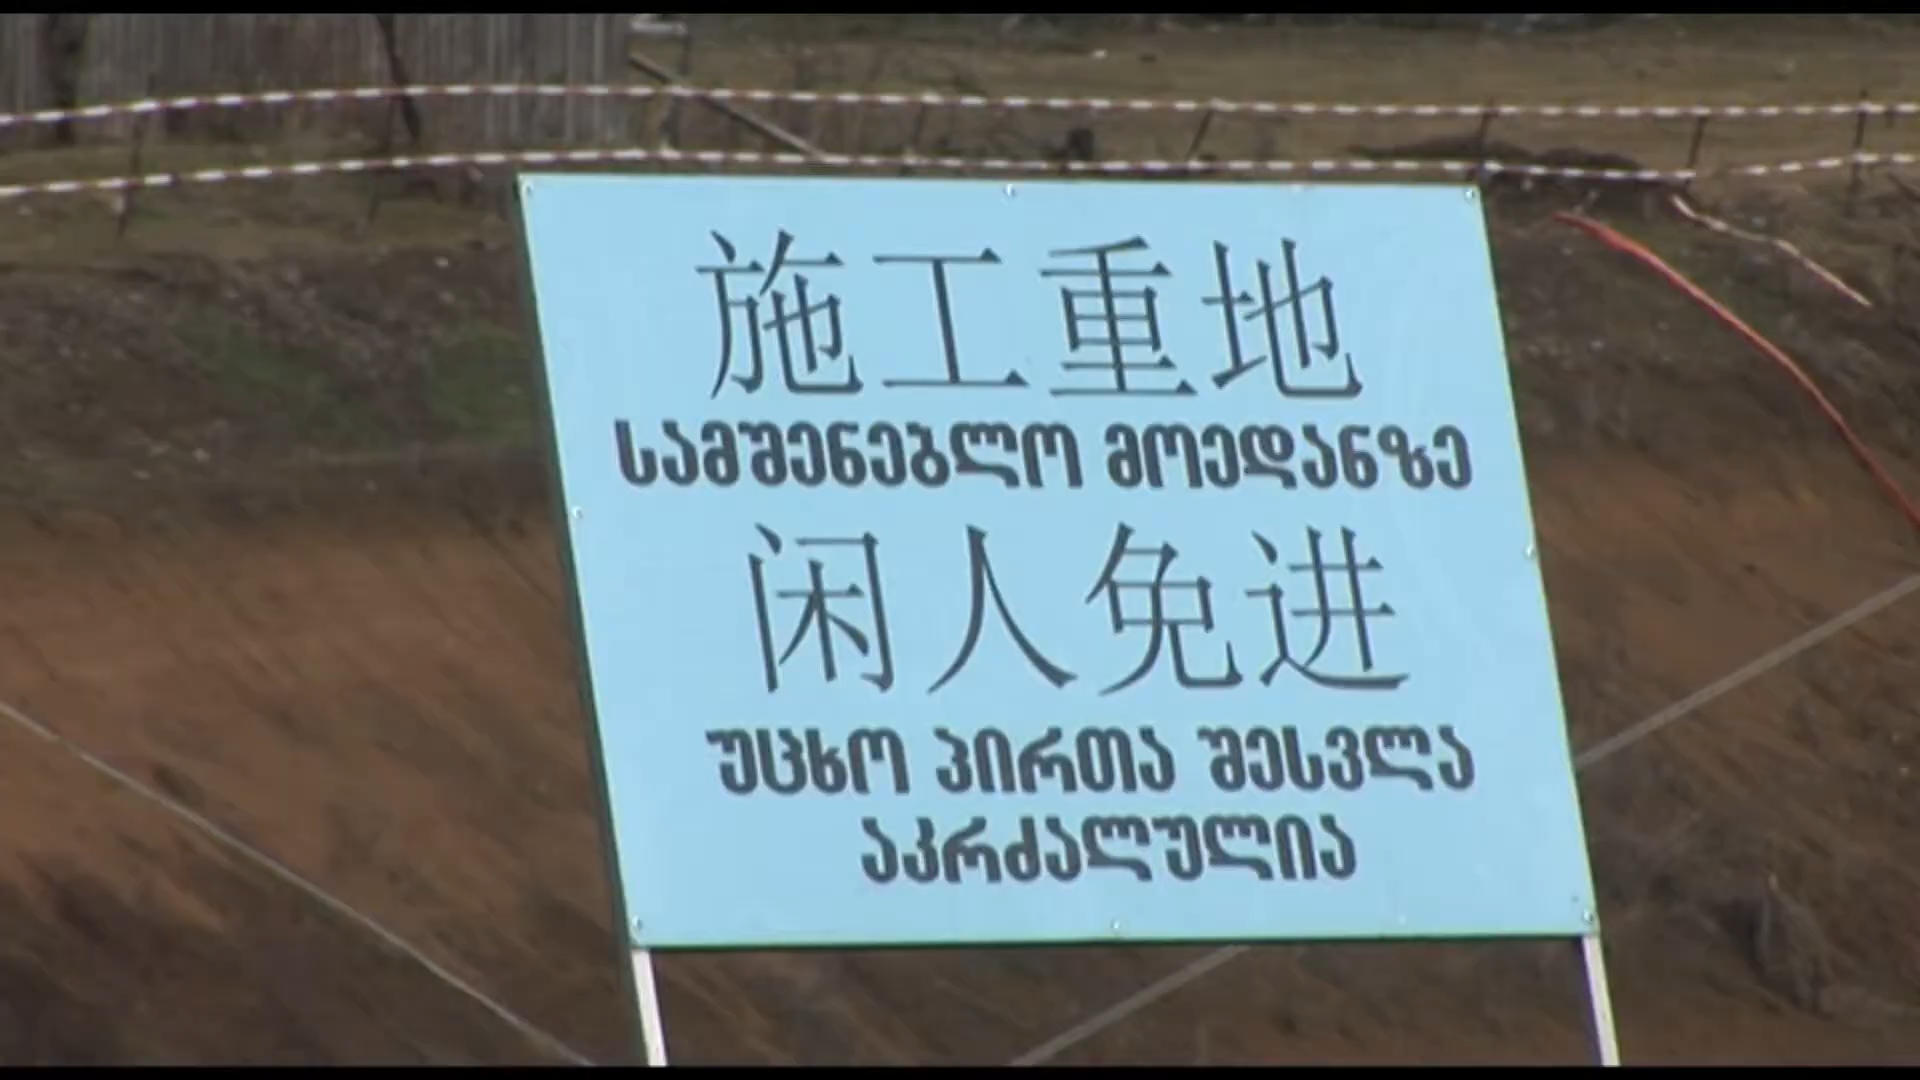 施工重地
სამშენებლო მოედანზე
闲人免进
უცხო პირთა შესვლა
აკრძალულია